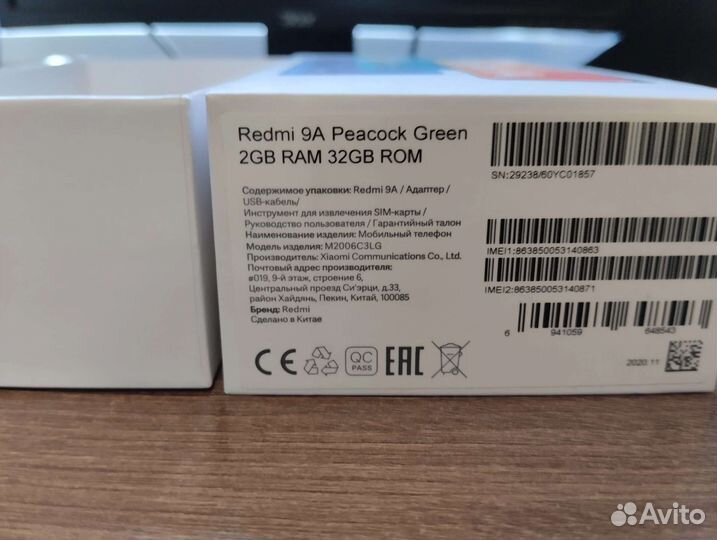 Redmi 9A Peacock Green
2GB RAM 32GB ROM
Содержимое упаковки: Redmi 9A / Адаптер /
USB-кабель/
Инструмент для извлечения SIM-карты /
Руководство пользователя / Гарантийный талон
Наименование изделия: Мобильный телефон
Модель изделия: M2006C3LG
Производитель: Xiaomi Communications Co., Ltd.
Почтовый адрес производителя:
#019, 9-й этаж, строение 6,
Центральный проезд Си'эрци, д.33,
район Хайдянь, Пекин, Китай, 100085
Бренд: Redmi
Сделано в Китае
SN:29238/60YC01857
IMEI1:863850053140863
IMEI2:863850053140871
6 941059 648543
2020.11
CE
QC
PASS
EAC
Avito